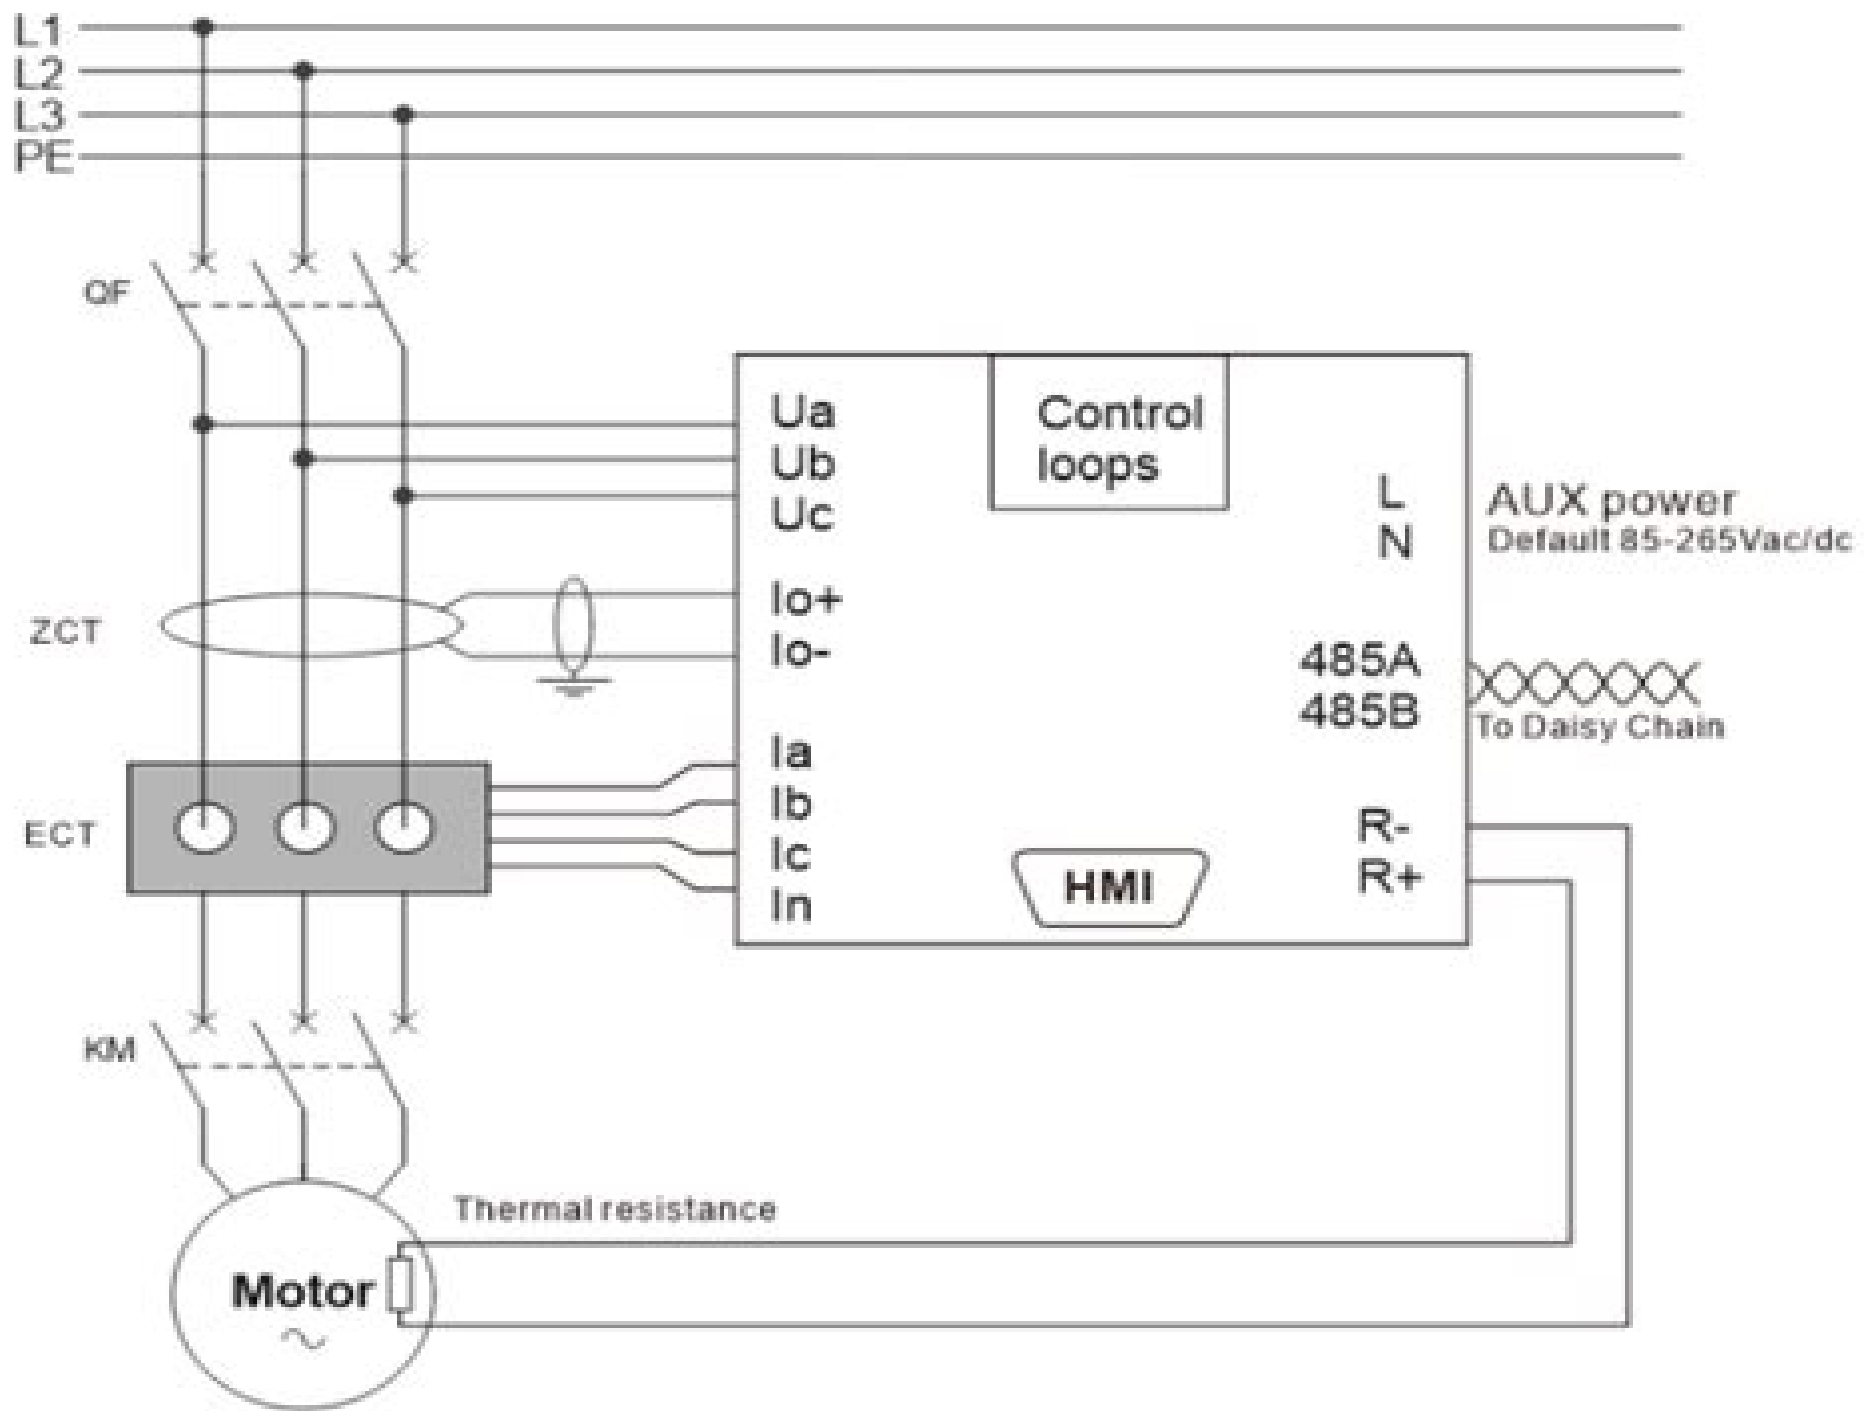 L1
L2
L3
PE
QF
Ua
Ub
Uc
Control
loops
L
N
AUX power
Default 85-265Vac/dc
ZCT
Io+
Io-
485A
485B
To Daisy Chain
ECT
Ia
Ib
Ic
In
HMI
R-
R+
KM
Thermal resistance
Motor